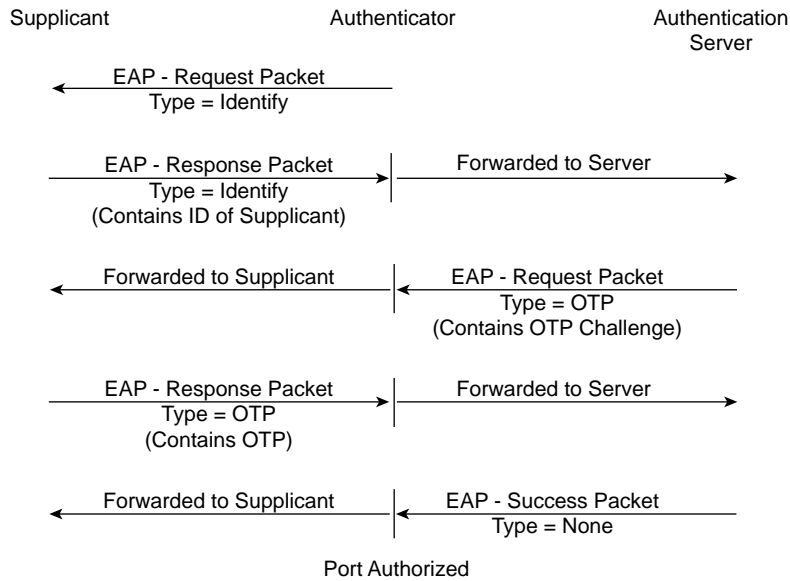 Supplicant
Authenticator
Authentication
Server
EAP - Request Packet
Type = Identify
EAP - Response Packet
Type = Identify
(Contains ID of Supplicant)
Forwarded to Server
Forwarded to Supplicant
EAP - Request Packet
Type = OTP
(Contains OTP Challenge)
EAP - Response Packet
Type = OTP
(Contains OTP)
Forwarded to Server
Forwarded to Supplicant
EAP - Success Packet
Type = None
Port Authorized